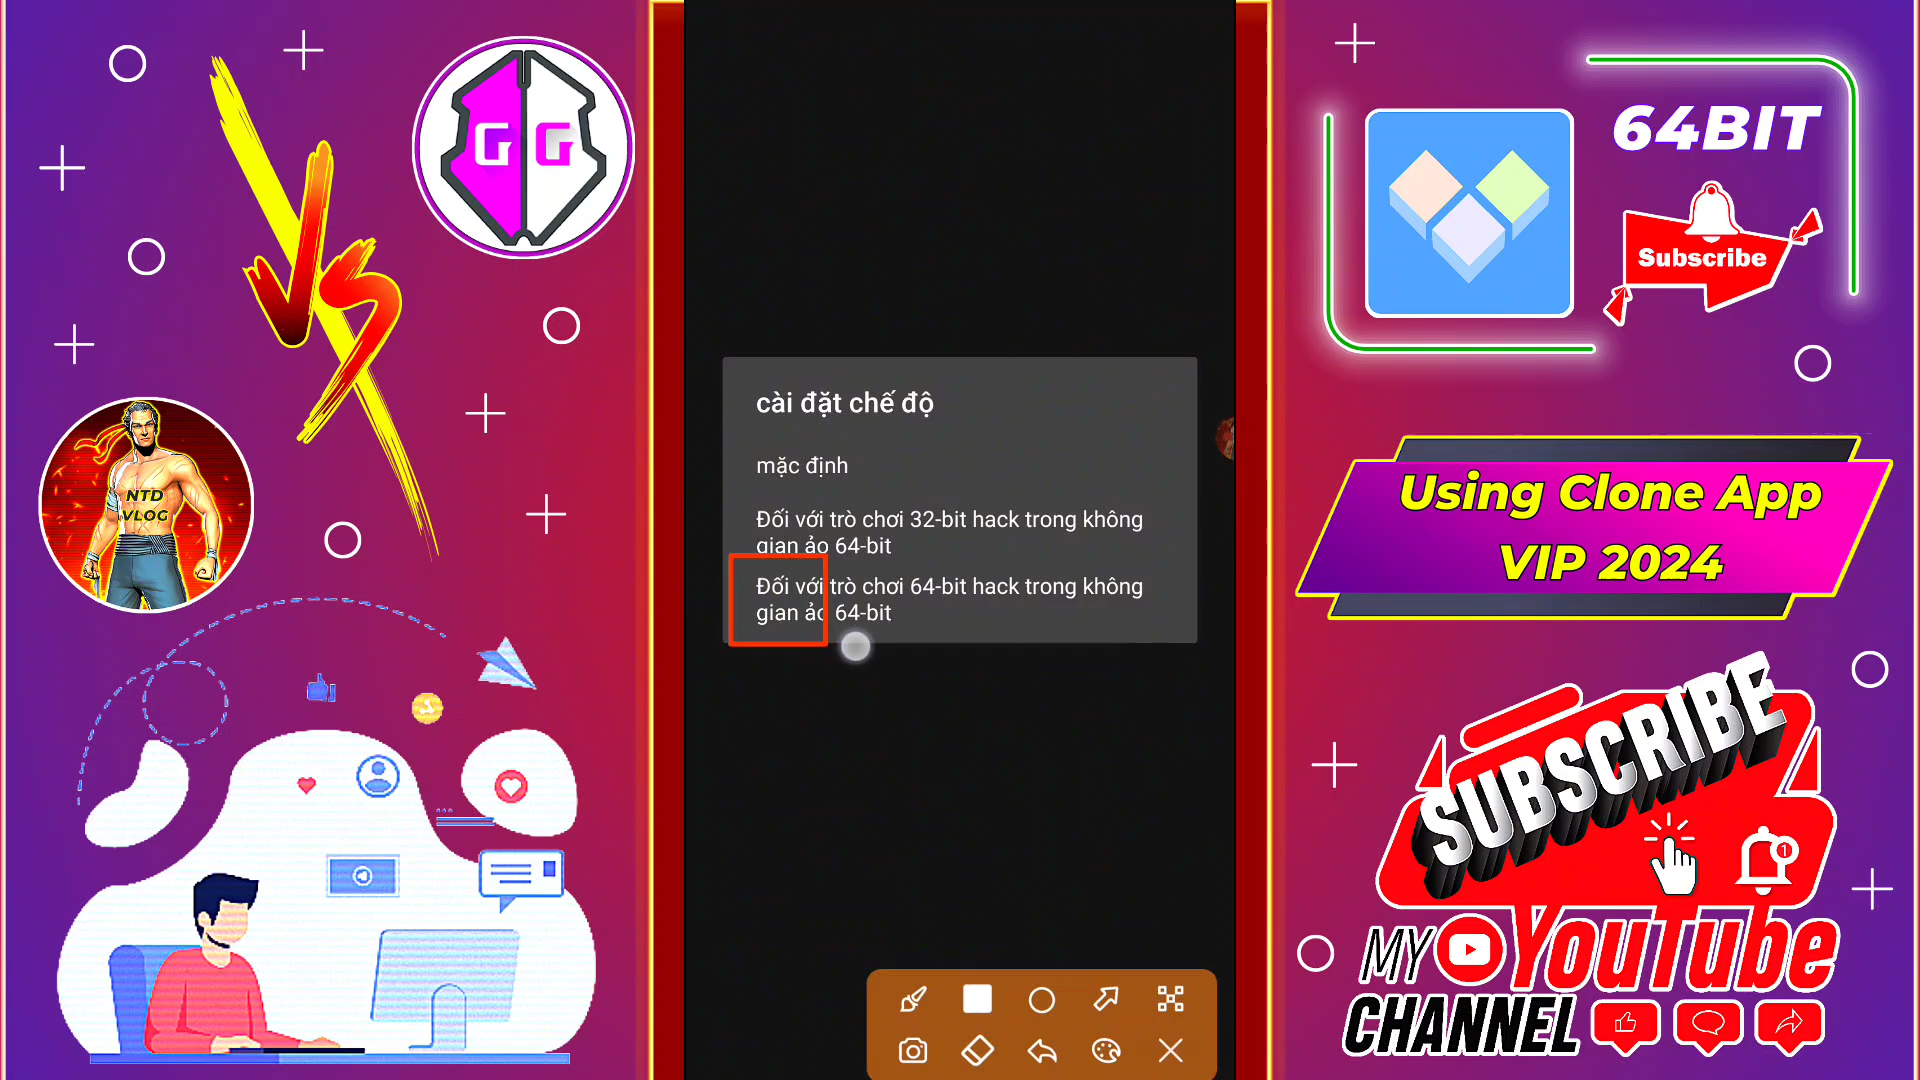 VS
G G
NTD
VLOG
cài đặt chế độ
mặc định
Đối với trò chơi 32-bit hack trong không
gian ảo 64-bit
Đối với trò chơi 64-bit hack trong không
gian ảo 64-bit
64BIT
Subscribe
Using Clone App
VIP 2024
SUBSCRIBE
1
MY YouTube
CHANNEL